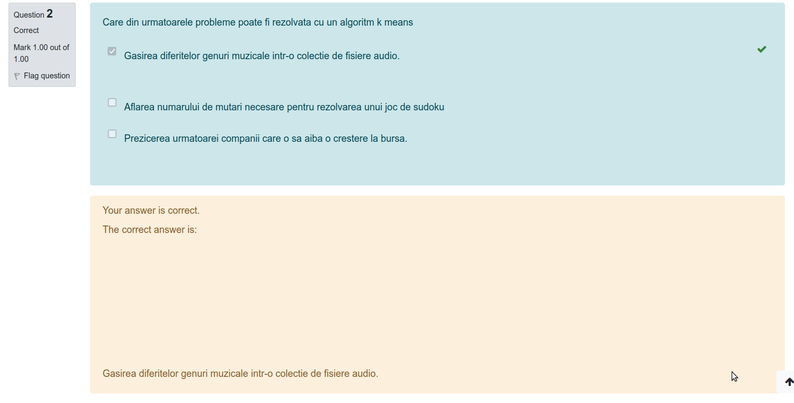 Question 2
Correct
Mark 1.00 out of
1.00
Flag question
Care din urmatoarele probleme poate fi rezolvata cu un algoritm k means
Gasirea diferitelor genuri muzicale intr-o colectie de fisiere audio.
Aflarea numarului de mutari necesare pentru rezolvarea unui joc de sudoku
Prezicerea urmatoarei companii care o sa aiba o crestere la bursa.
Your answer is correct.
The correct answer is:
Gasirea diferitelor genuri muzicale intr-o colectie de fisiere audio.